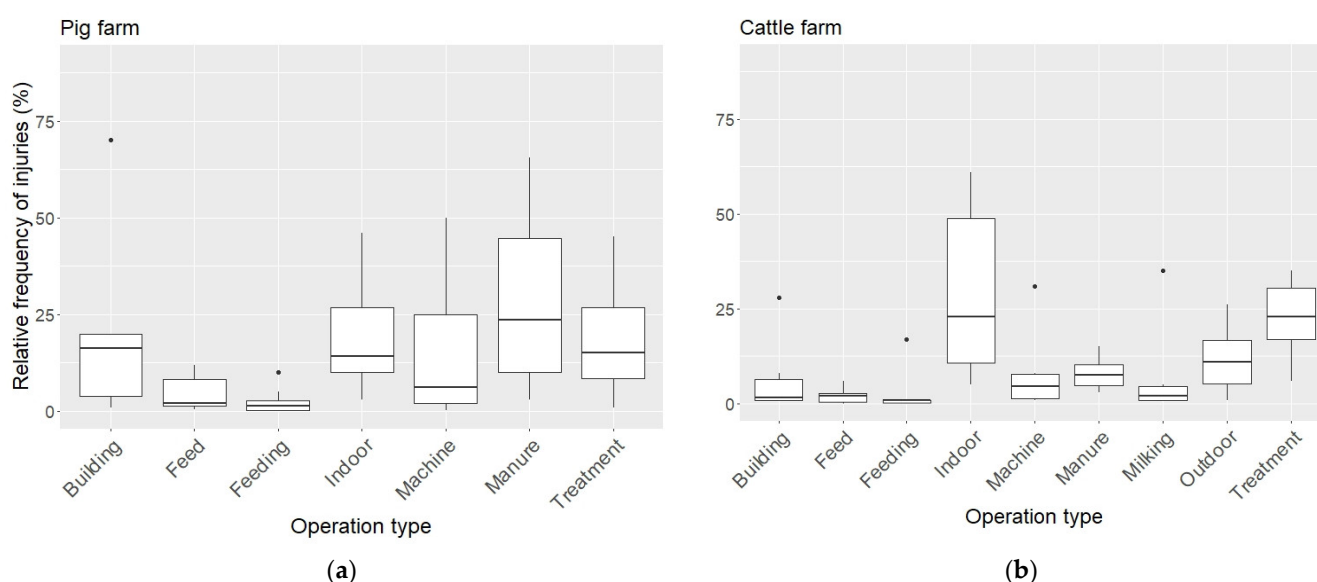 Pig farm
Relative frequency of injuries (%)
75
50
25
0
Building
Feed
Feeding
Indoor
Machine
Manure
Treatment
Operation type
(a)
Cattle farm
75
50
25
0
Building
Feed
Feeding
Indoor
Machine
Manure
Milking
Outdoor
Treatment
Operation type
(b)